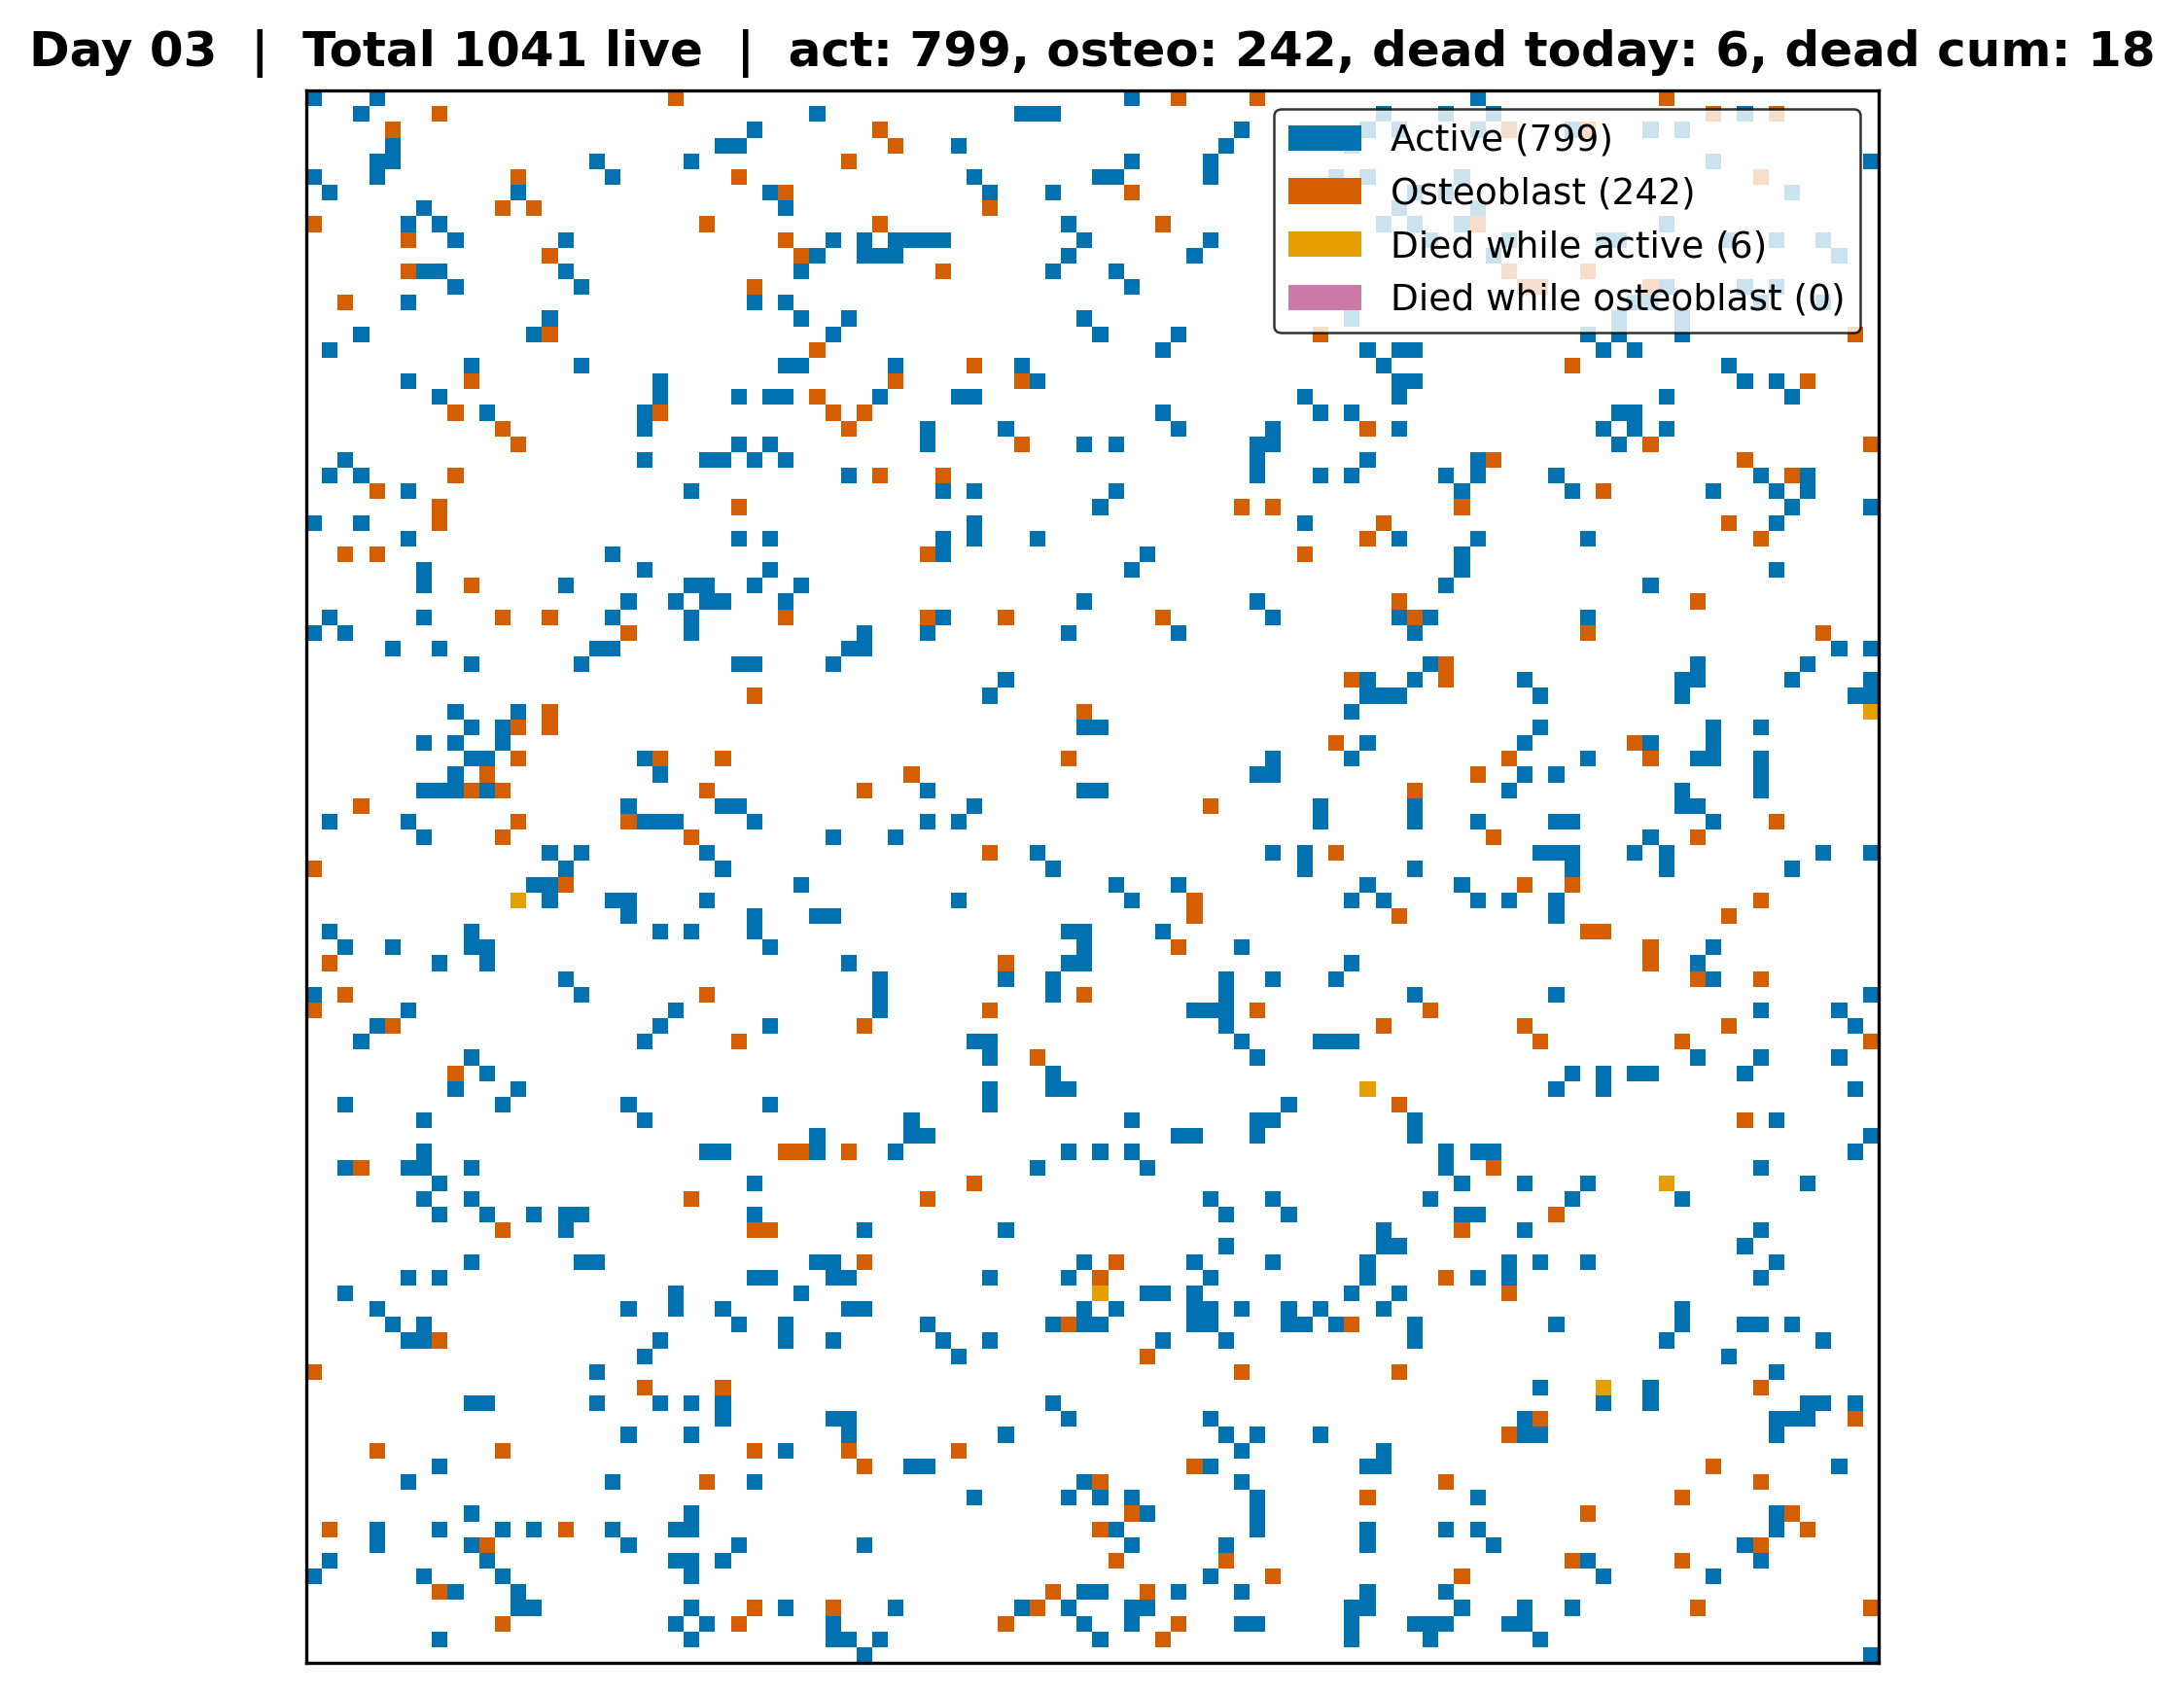 Day 03 | Total 1041 live | act: 799, osteo: 242, dead today: 6, dead cum: 18
Active (799)
Osteoblast (242)
Died while active (6)
Died while osteoblast (0)